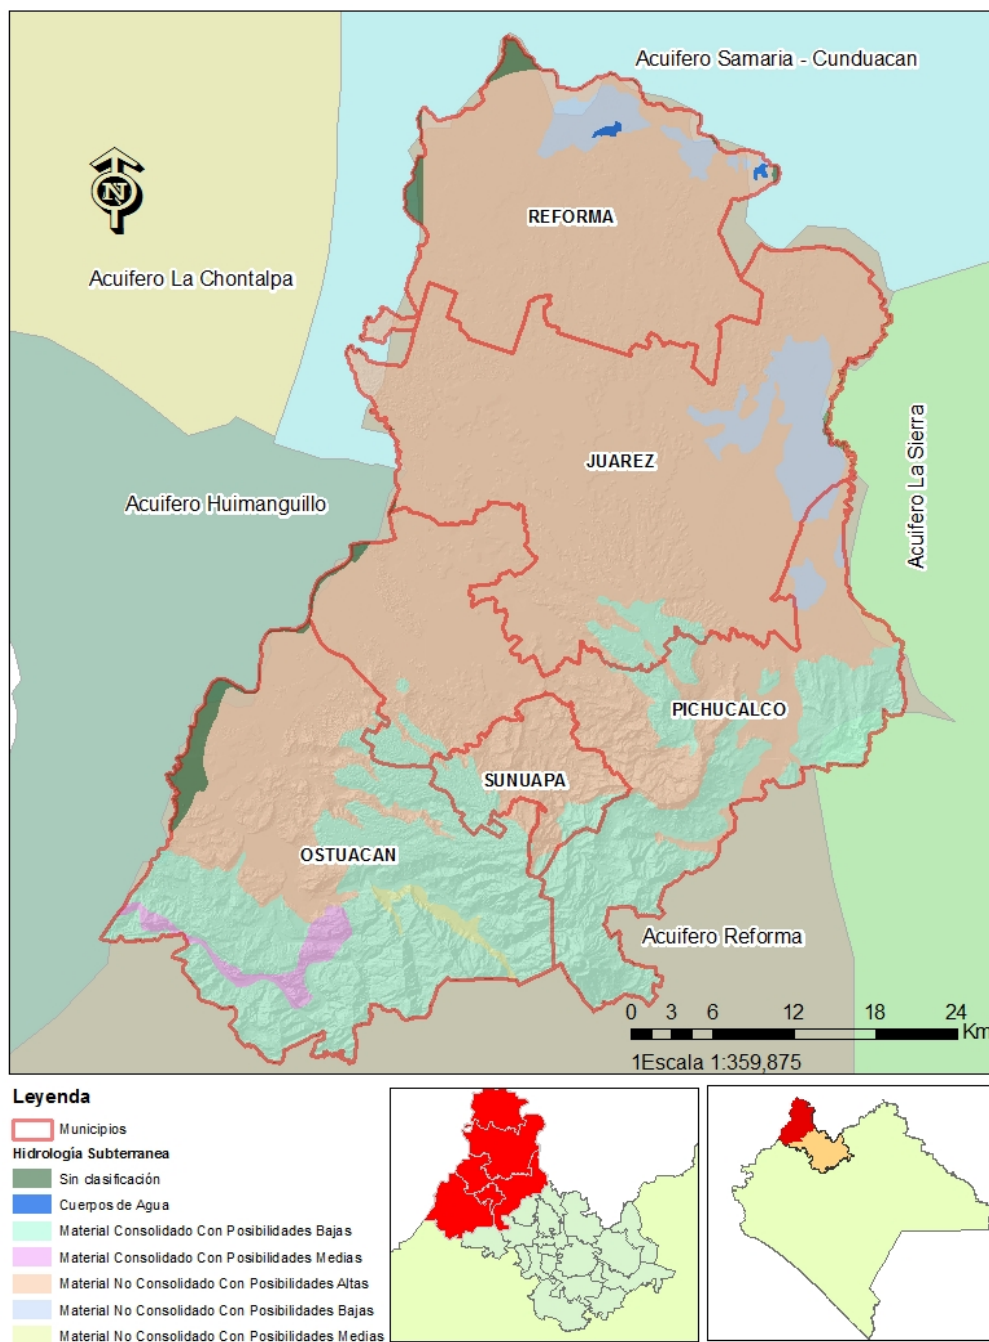 Acuifero Samaria - Cunduacan
N
REFORMA
Acuifero La Chontalpa
JUAREZ
Acuifero La Sierra
Acuifero Huimanguillo
PICHUCALCO
SUNUAPA
OSTUACAN
Acuifero Reforma
0 3 6 12 18 24
Km
1Escala 1:359,875
Leyenda
Municipios
Hidrología Subterranea
Sin clasificación
Cuerpos de Agua
Material Consolidado Con Posibilidades Bajas
Material Consolidado Con Posibilidades Medias
Material No Consolidado Con Posibilidades Altas
Material No Consolidado Con Posibilidades Bajas
Material No Consolidado Con Posibilidades Medias